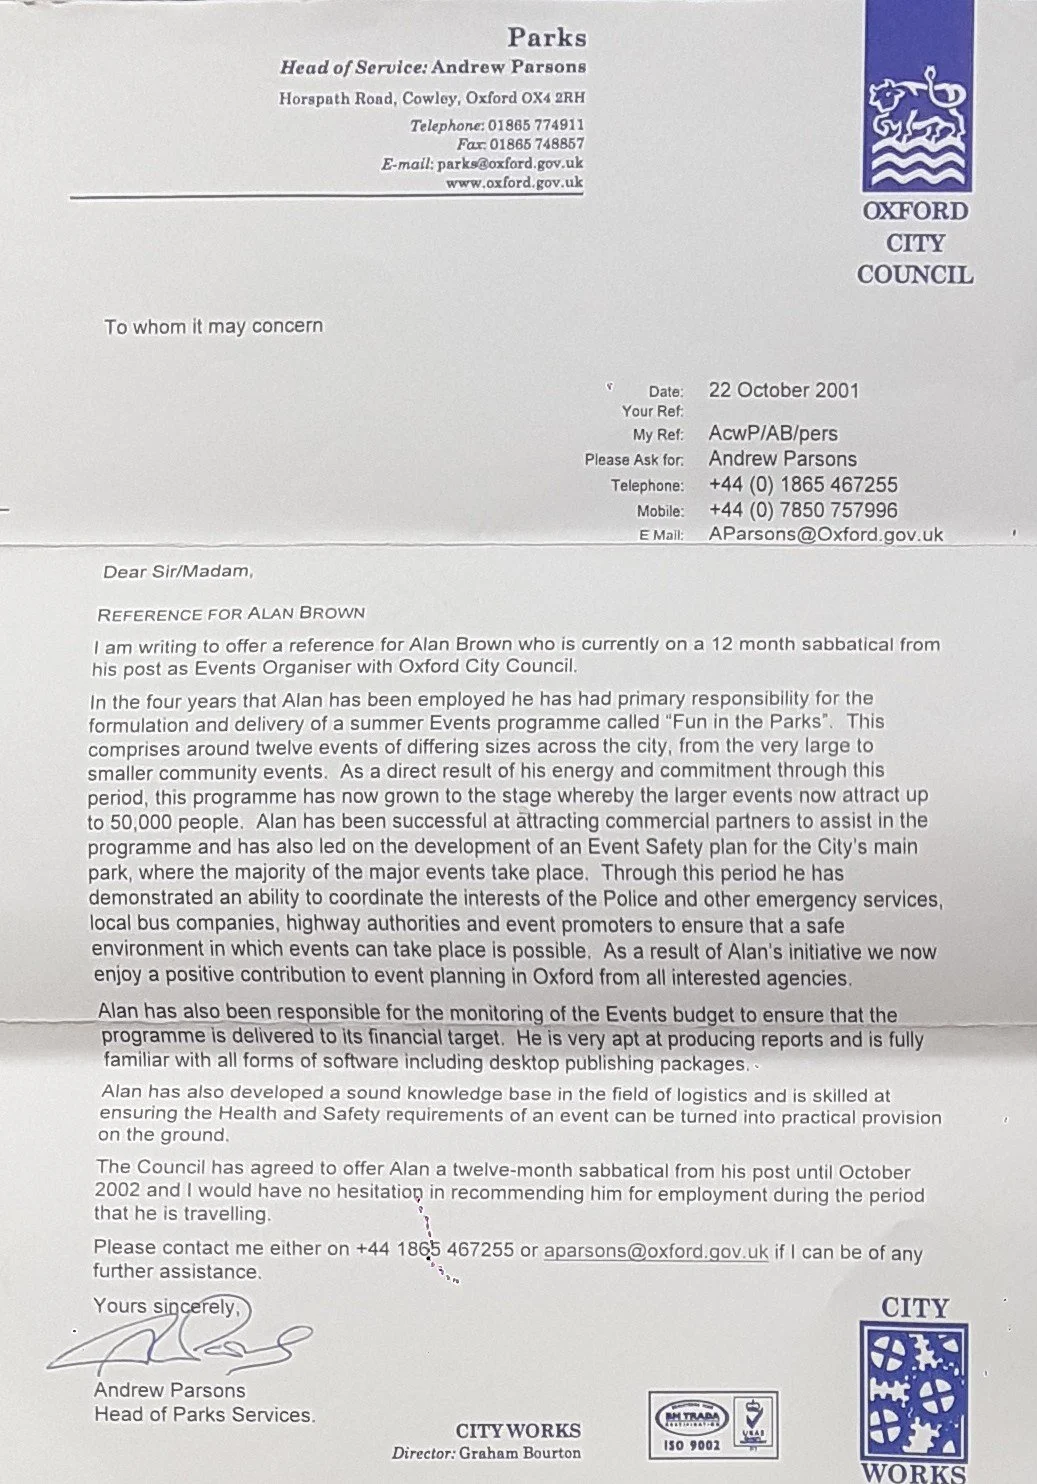 Parks
Head of Service: Andrew Parsons
Horspath Road, Cowley, Oxford OX4 2RH
Telephone: 01865 774911
Fax: 01865 748857
E-mail: parks@oxford.gov.uk
www.oxford.gov.uk
OXFORD
CITY
COUNCIL
To whom it may concern
Date: 22 October 2001
Your Ref:
My Ref: AcwP/AB/pers
Please Ask for: Andrew Parsons
Telephone: +44 (0) 1865 467255
Mobile: +44 (0) 7850 757996
E Mail: AParsons@Oxford.gov.uk
Dear Sir/Madam,
REFERENCE FOR ALAN BROWN
I am writing to offer a reference for Alan Brown who is currently on a 12 month sabbatical from
his post as Events Organiser with Oxford City Council.
In the four years that Alan has been employed he has had primary responsibility for the
formulation and delivery of a summer Events programme called "Fun in the Parks". This
comprises around twelve events of differing sizes across the city, from the very large to
smaller community events. As a direct result of his energy and commitment through this
period, this programme has now grown to the stage whereby the larger events now attract up
to 50,000 people. Alan has been successful at attracting commercial partners to assist in the
programme and has also led on the development of an Event Safety plan for the City's main
park, where the majority of the major events take place. Through this period he has
demonstrated an ability to coordinate the interests of the Police and other emergency services,
local bus companies, highway authorities and event promoters to ensure that a safe
environment in which events can take place is possible. As a result of Alan's initiative we now
enjoy a positive contribution to event planning in Oxford from all interested agencies.
Alan has also been responsible for the monitoring of the Events budget to ensure that the
programme is delivered to its financial target. He is very apt at producing reports and is fully
familiar with all forms of software including desktop publishing packages.
Alan has also developed a sound knowledge base in the field of logistics and is skilled at
ensuring the Health and Safety requirements of an event can be turned into practical provision
on the ground.
The Council has agreed to offer Alan a twelve-month sabbatical from his post until October
2002 and I would have no hesitation in recommending him for employment during the period
that he is travelling.
Please contact me either on +44 1865 467255 or aparsons@oxford.gov.uk if I can be of any
further assistance.
Yours sincerely,
Andrew Parsons
Head of Parks Services.
CITY WORKS
Director: Graham Bourton
BM TRADA
CERTIFICATION
ISO 9002
UKAS
CITY
WORKS